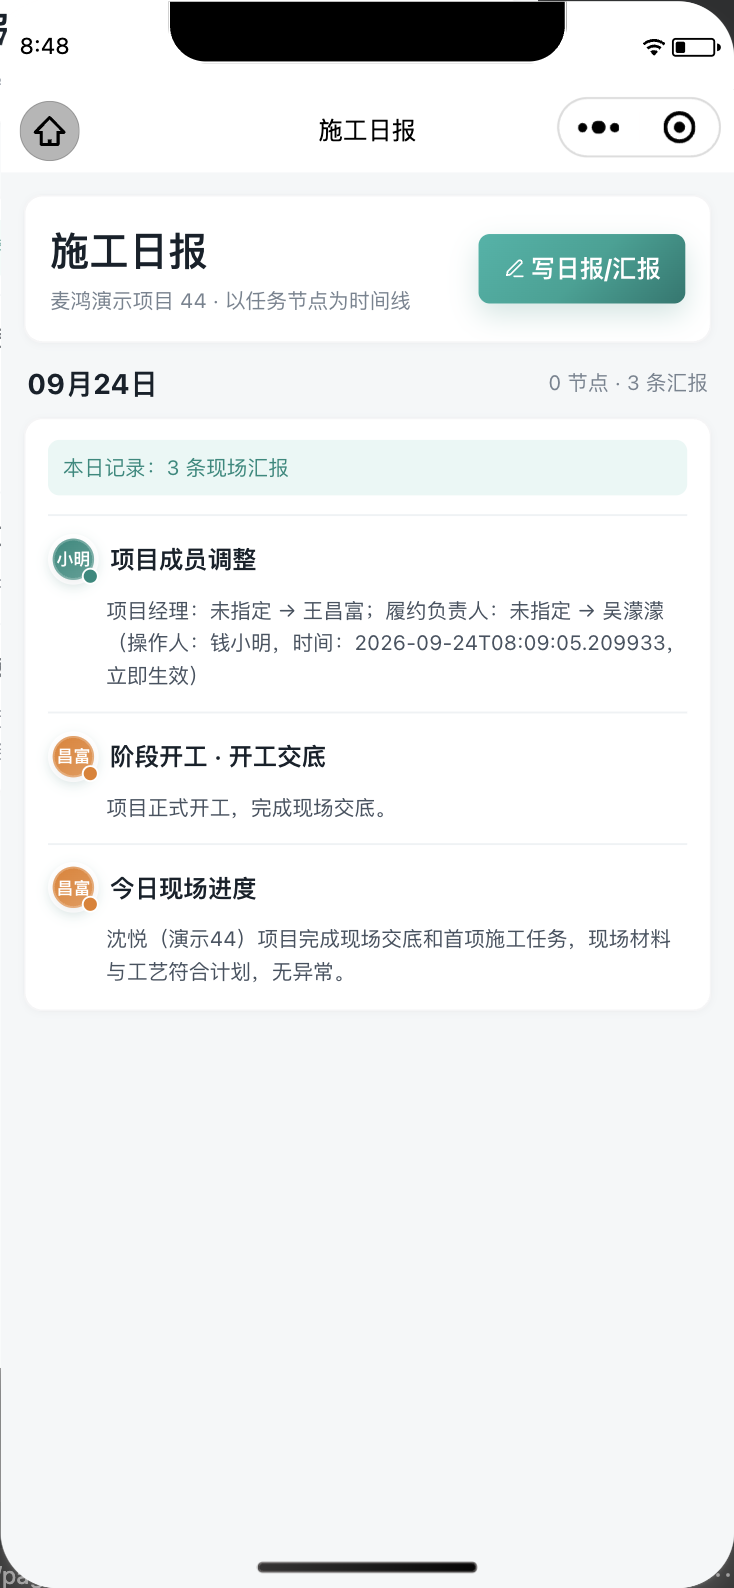 8:48
施工日报
施工日报
麦鸿演示项目 44 · 以任务节点为时间线
写日报/汇报
09月24日
0 节点 · 3 条汇报
本日记录：3 条现场汇报
小明
项目成员调整
项目经理：未指定 → 王昌富；履约负责人：未指定 → 吴濛濛
（操作人：钱小明，时间：2026-09-24T08:09:05.209933，
立即生效）
昌富
阶段开工 · 开工交底
项目正式开工，完成现场交底。
昌富
今日现场进度
沈悦（演示44）项目完成现场交底和首项施工任务，现场材料
与工艺符合计划，无异常。